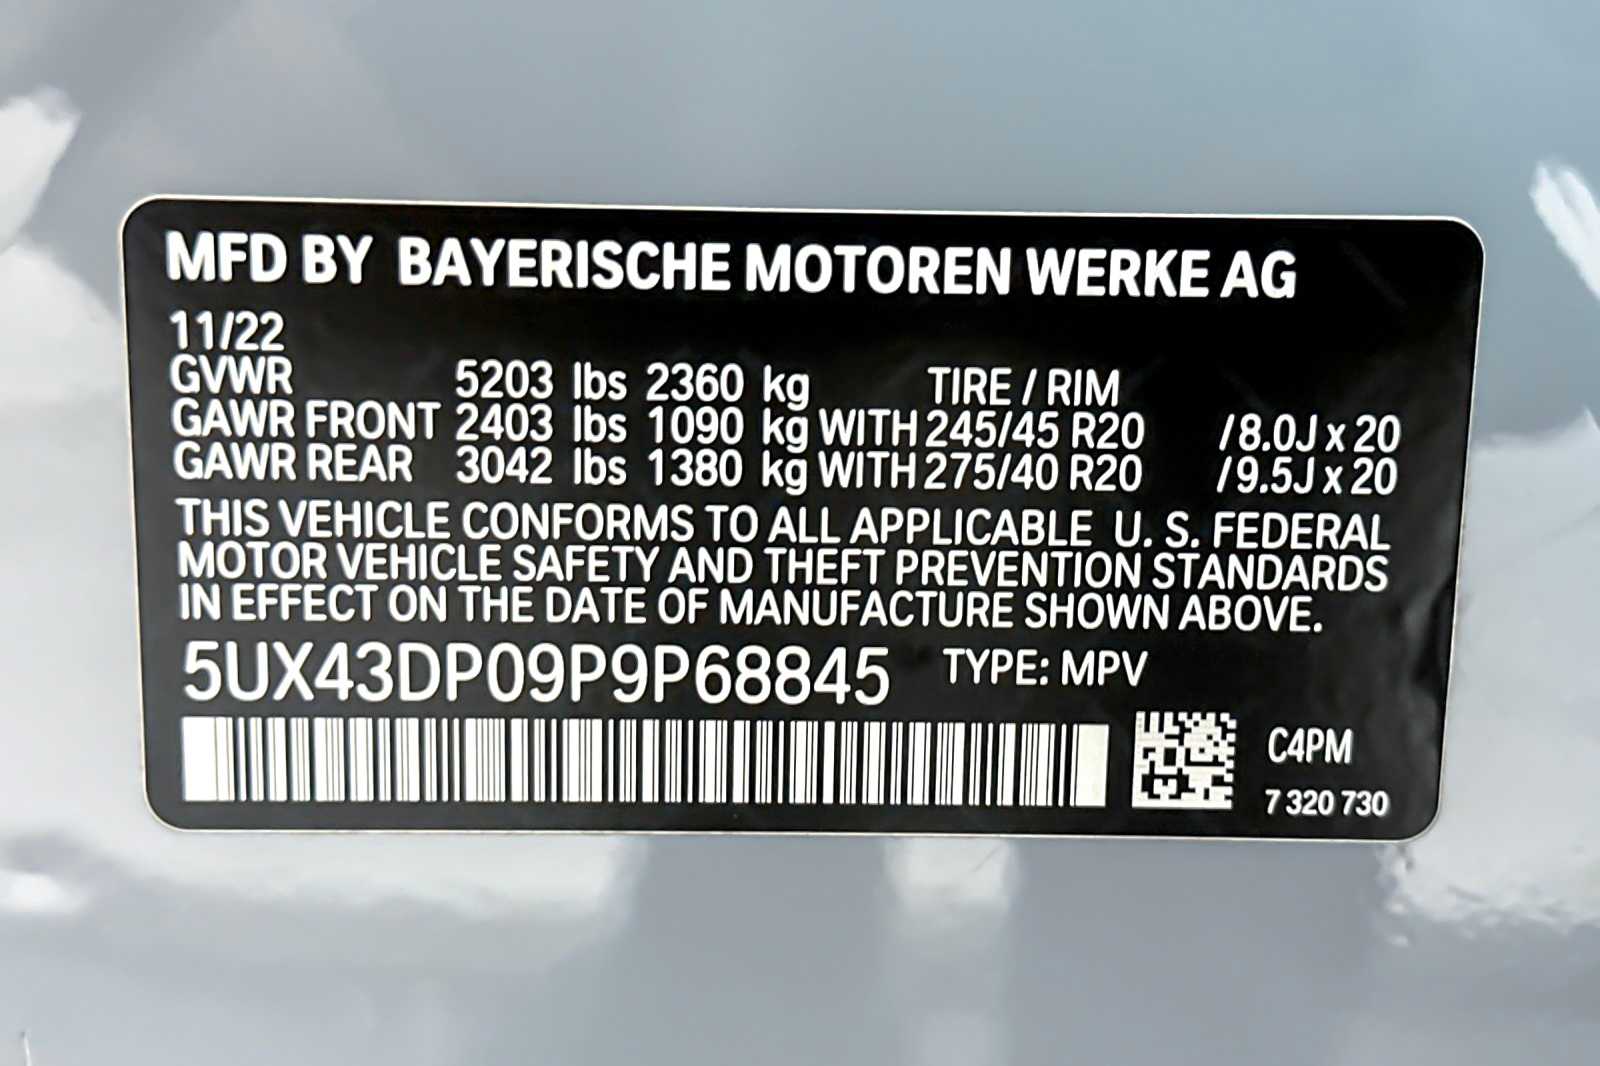 MFD BY BAYERISCHE MOTOREN WERKE AG
11/22
GVWR 5203 lbs 2360 kg TIRE / RIM
GAWR FRONT 2403 lbs 1090 kg WITH 245/45 R20 /8.0J x 20
GAWR REAR 3042 lbs 1380 kg WITH 275/40 R20 /9.5J x 20
THIS VEHICLE CONFORMS TO ALL APPLICABLE U. S. FEDERAL
MOTOR VEHICLE SAFETY AND THEFT PREVENTION STANDARDS
IN EFFECT ON THE DATE OF MANUFACTURE SHOWN ABOVE.
5UX43DP09P9P68845 TYPE: MPV
C4PM
7 320 730